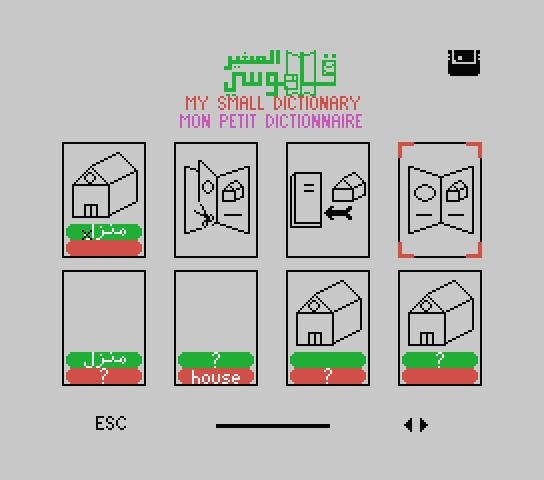 قاموسي
الصغير
MY SMALL DICTIONARY
MON PETIT DICTIONNAIRE
منزل
منزل
?
?
house
?
?
ESC